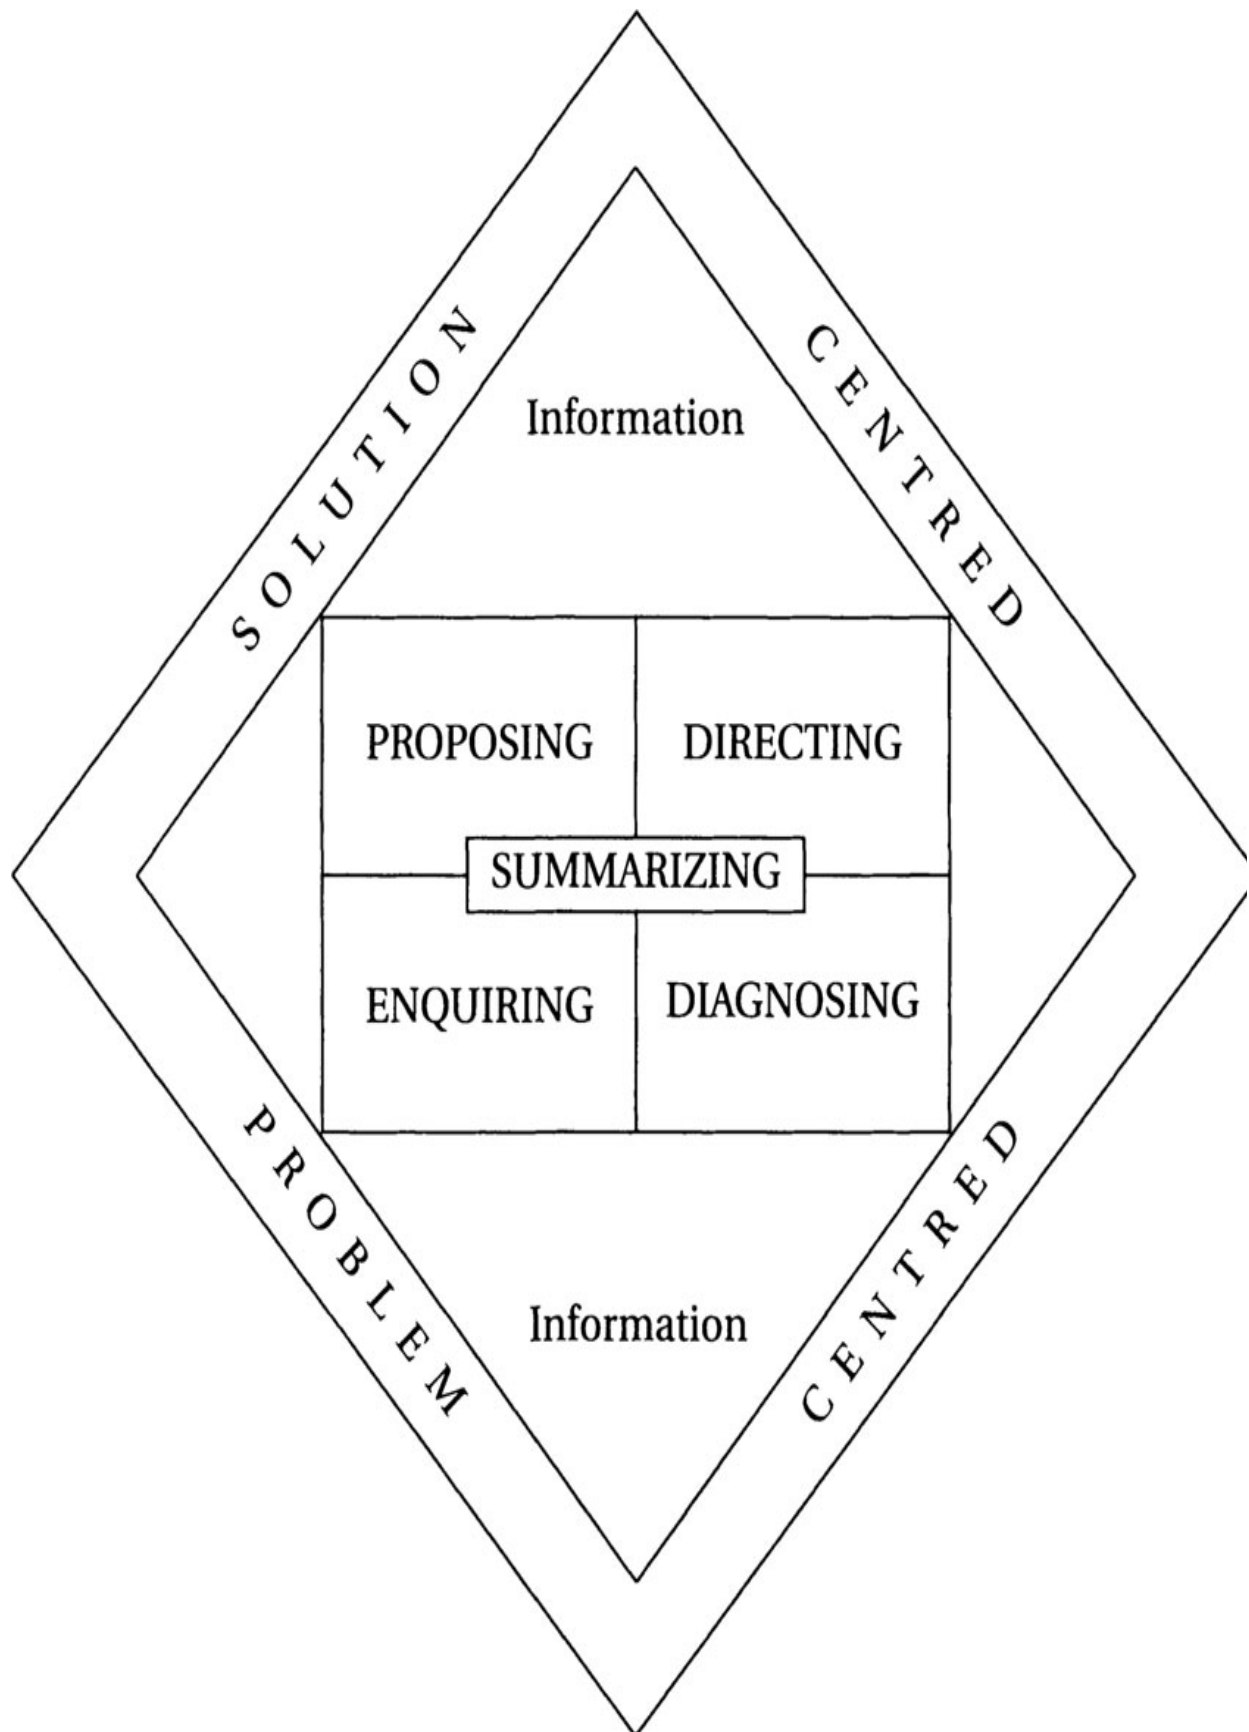 SOLUTION
CENTRED
Information
PROPOSING
DIRECTING
SUMMARIZING
ENQUIRING
DIAGNOSING
PROBLEM
CENTRED
Information